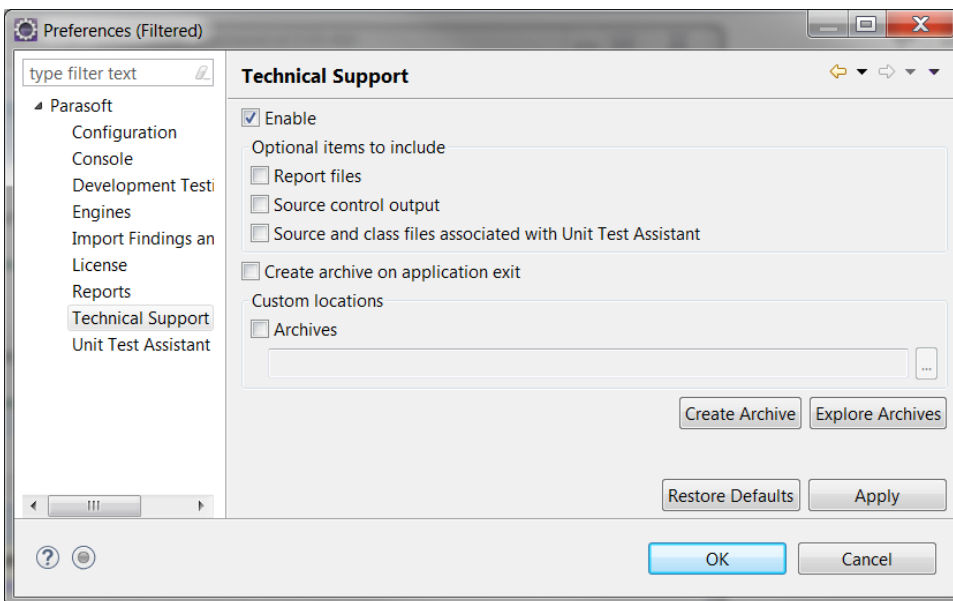 Preferences (Filtered)
type filter text
Parasoft
Configuration
Console
Development Testi
Engines
Import Findings an
License
Reports
Technical Support
Unit Test Assistant
Technical Support
Enable
Optional items to include
Report files
Source control output
Source and class files associated with Unit Test Assistant
Create archive on application exit
Custom locations
Archives
...
Create Archive Explore Archives
Restore Defaults Apply
OK Cancel